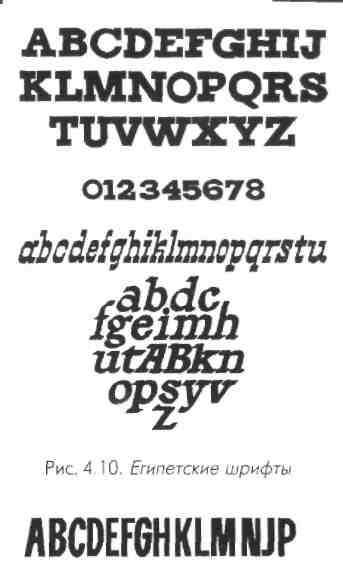 ABCDEFGHIJ
KLMNOPQRS
TUVWXYZ
012345678
abcdefghiklmnopqrstu
abdc
fgeimh
utABkn
opsyv
z
Рис. 4.10. Египетские шрифты
ABCDEFGHKLMNJP